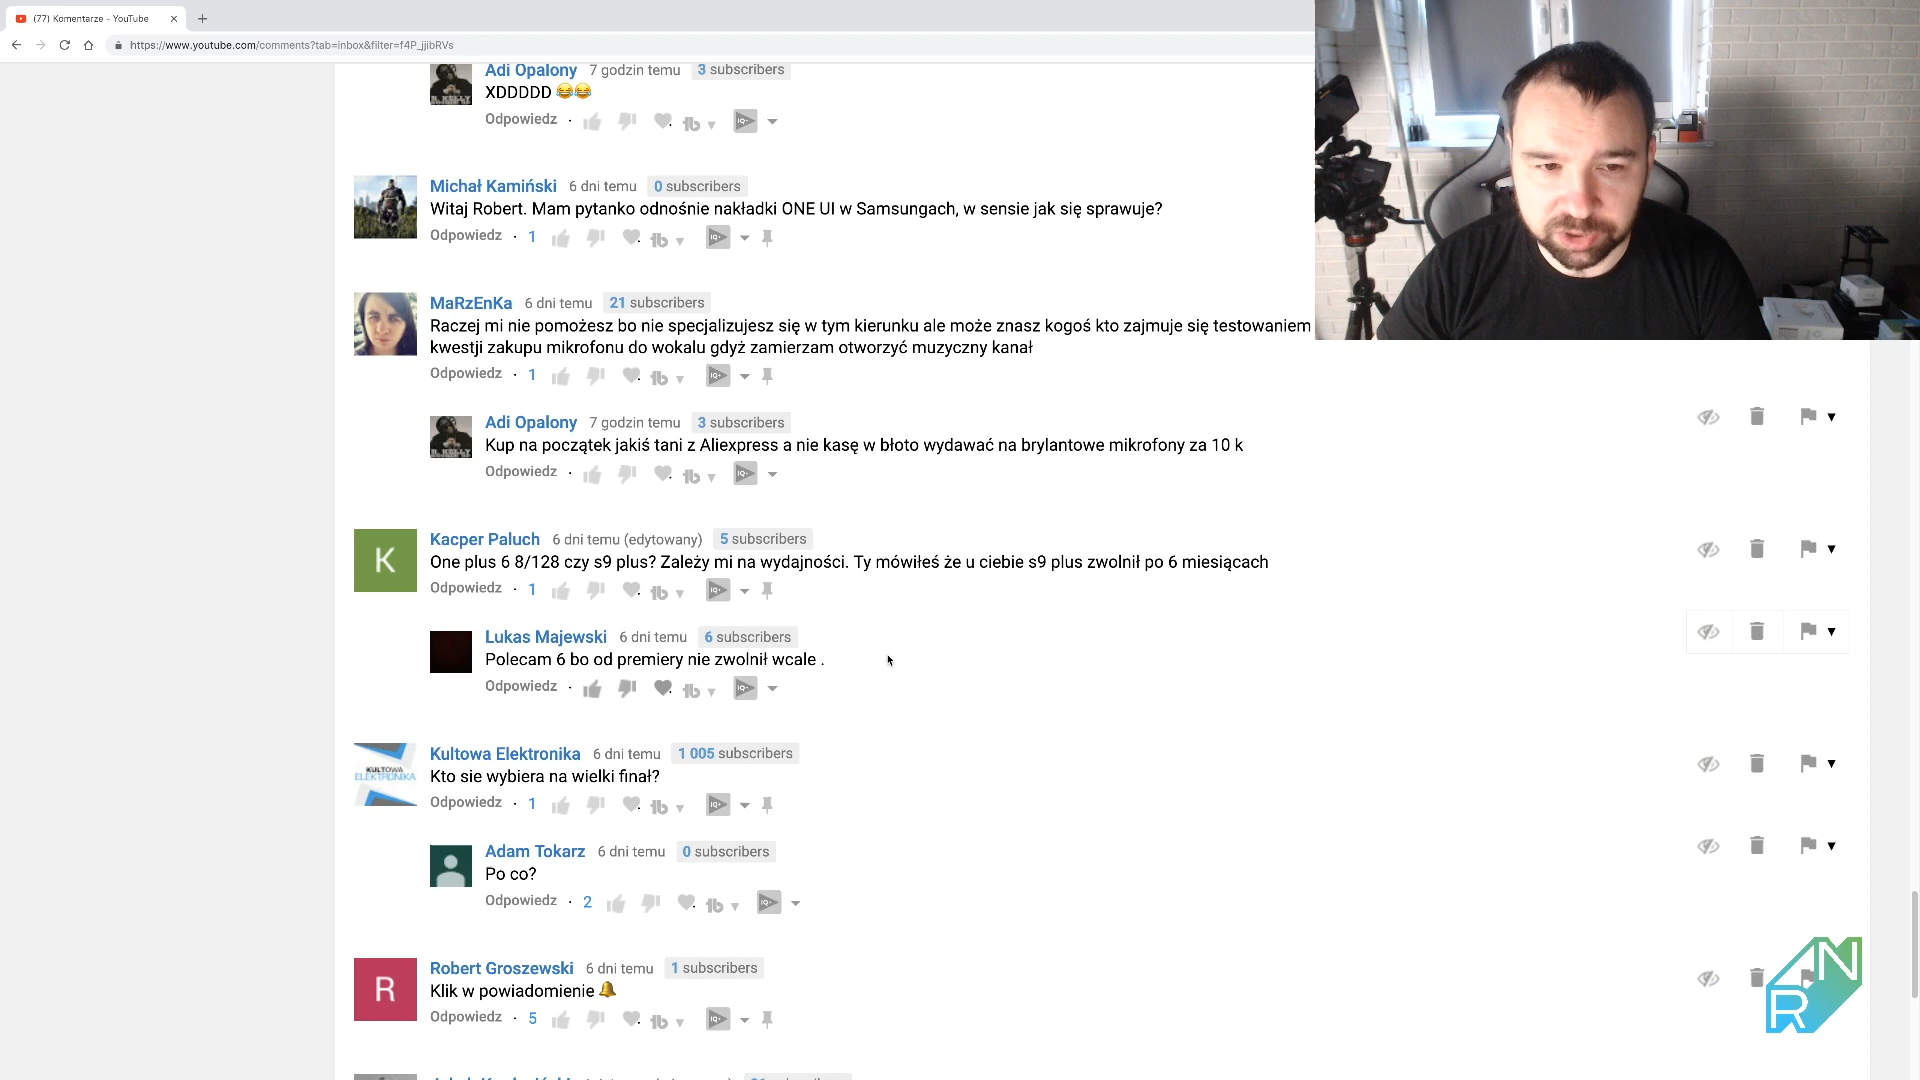 (77) Komentarze - YouTube
https://www.youtube.com/comments?tab=inbox&filter=f4P_jjibRVs
Adi Opalony 7 godzin temu 3 subscribers
XDDDDD 😂😂
Odpowiedz
Michał Kamiński 6 dni temu 0 subscribers
Witaj Robert. Mam pytanko odnośnie nakładki ONE UI w Samsungach, w sensie jak się sprawuje?
Odpowiedz · 1
MaRzEnKa 6 dni temu 21 subscribers
Raczej mi nie pomożesz bo nie specjalizujesz się w tym kierunku ale może znasz kogoś kto zajmuje się testowaniem
kwestji zakupu mikrofonu do wokalu gdyż zamierzam otworzyć muzyczny kanał
Odpowiedz · 1
Adi Opalony 7 godzin temu 3 subscribers
Kup na początek jakiś tani z Aliexpress a nie kasę w błoto wydawać na brylantowe mikrofony za 10 k
Odpowiedz
K
Kacper Paluch 6 dni temu (edytowany) 5 subscribers
One plus 6 8/128 czy s9 plus? Zależy mi na wydajności. Ty mówiłeś że u ciebie s9 plus zwolnił po 6 miesiącach
Odpowiedz · 1
Lukas Majewski 6 dni temu 6 subscribers
Polecam 6 bo od premiery nie zwolnił wcale .
Odpowiedz
KULTOWA
ELEKTRONIKA
Kultowa Elektronika 6 dni temu 1 005 subscribers
Kto sie wybiera na wielki finał?
Odpowiedz · 1
Adam Tokarz 6 dni temu 0 subscribers
Po co?
Odpowiedz · 2
R
Robert Groszewski 6 dni temu 1 subscribers
Klik w powiadomienie 🔔
Odpowiedz · 5
N
R